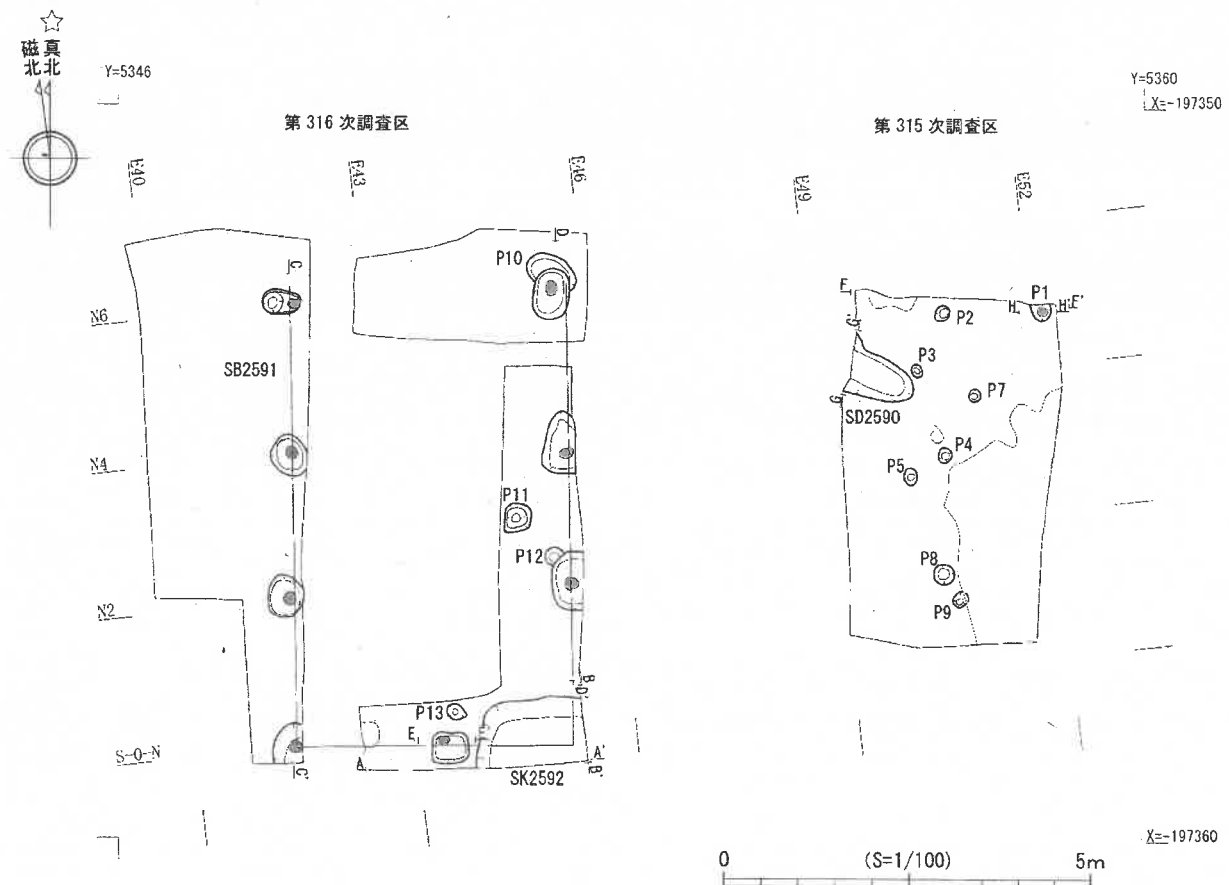 ☆
磁北
真北
Y=5346
Y=5360
X=-197350
第 316 次調査区
第 315 次調査区
E40
E43
E46
E49
E52
D
P10
C
N6
SB2591
P1
H
H'
E'
P2
P3
P7
SD2590
P4
P5
N4
P11
P12
P8
P9
N2
B
D'
P13
E
S-0-N
C'
A
A'
B'
SK2592
X=-197360
0
(S=1/100)
5m